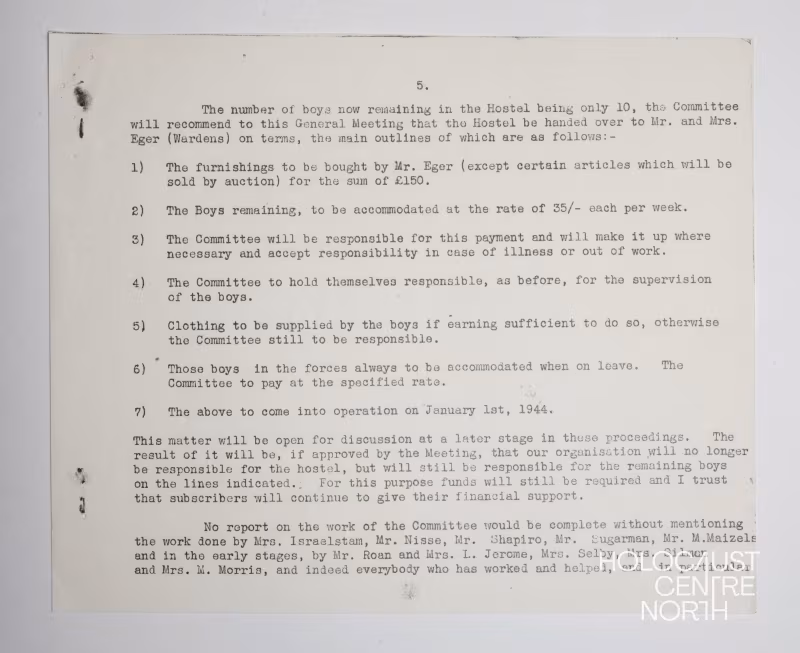 5.
The number of boys now remaining in the Hostel being only 10, the Committee
will recommend to this General Meeting that the Hostel be handed over to Mr. and Mrs.
Eger (Wardens) on terms, the main outlines of which are as follows:-
1) The furnishings to be bought by Mr. Eger (except certain articles which will be
sold by auction) for the sum of £150.
2) The Boys remaining, to be accommodated at the rate of 35/- each per week.
3) The Committee will be responsible for this payment and will make it up where
necessary and accept responsibility in case of illness or out of work.
4) The Committee to hold themselves responsible, as before, for the supervision
of the boys.
5) Clothing to be supplied by the boys if earning sufficient to do so, otherwise
the Committee still to be responsible.
6) Those boys in the forces always to be accommodated when on leave. The
Committee to pay at the specified rate.
7) The above to come into operation on January 1st, 1944.
This matter will be open for discussion at a later stage in these proceedings. The
result of it will be, if approved by the Meeting, that our organisation will no longer
be responsible for the hostel, but will still be responsible for the remaining boys
on the lines indicated. For this purpose funds will still be required and I trust
that subscribers will continue to give their financial support.
No report on the work of the Committee would be complete without mentioning
the work done by Mrs. Israelstam, Mr. Nisse, Mr. Shapiro, Mr. Sugarman, Mr. M.Maizels
and in the early stages, by Mr. Roan and Mrs. L. Jerome, Mrs. Selby, Mrs. Silman
and Mrs. M. Morris, and indeed everybody who has worked and helped, and in particular
HOLOCAUST
CENTRE
NORTH